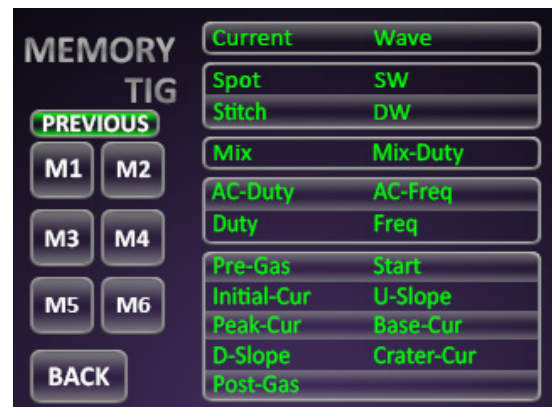 MEMORY
TIG
PREVIOUS
M1 M2
M3 M4
M5 M6
BACK
Current Wave
Spot SW
Stitch DW
Mix Mix-Duty
AC-Duty AC-Freq
Duty Freq
Pre-Gas Start
Initial-Cur U-Slope
Peak-Cur Base-Cur
D-Slope Crater-Cur
Post-Gas